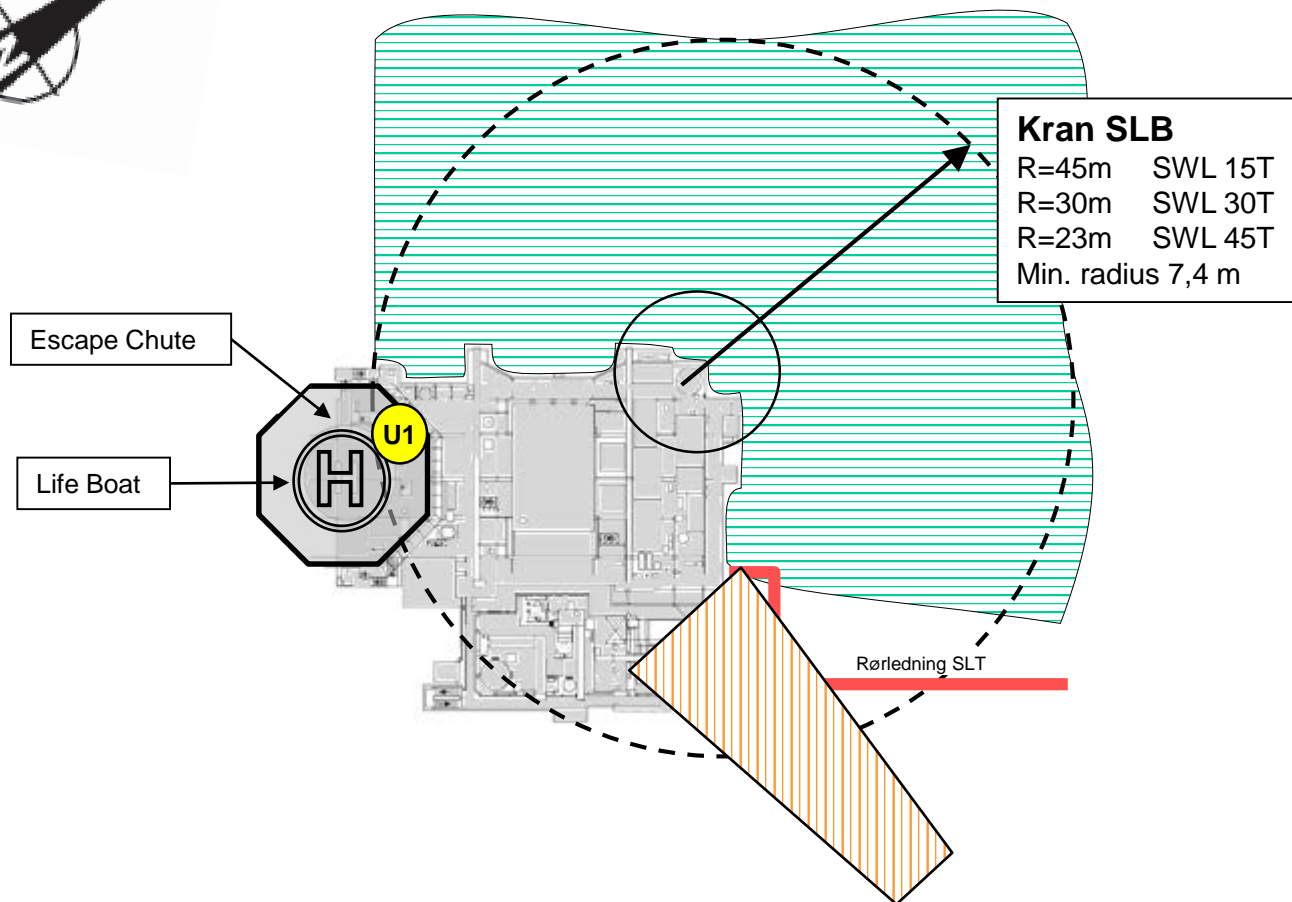 Kran SLB
R=45m SWL 15T
R=30m SWL 30T
R=23m SWL 45T
Min. radius 7,4 m
Escape Chute
U1
Life Boat
H
Rørledning SLT